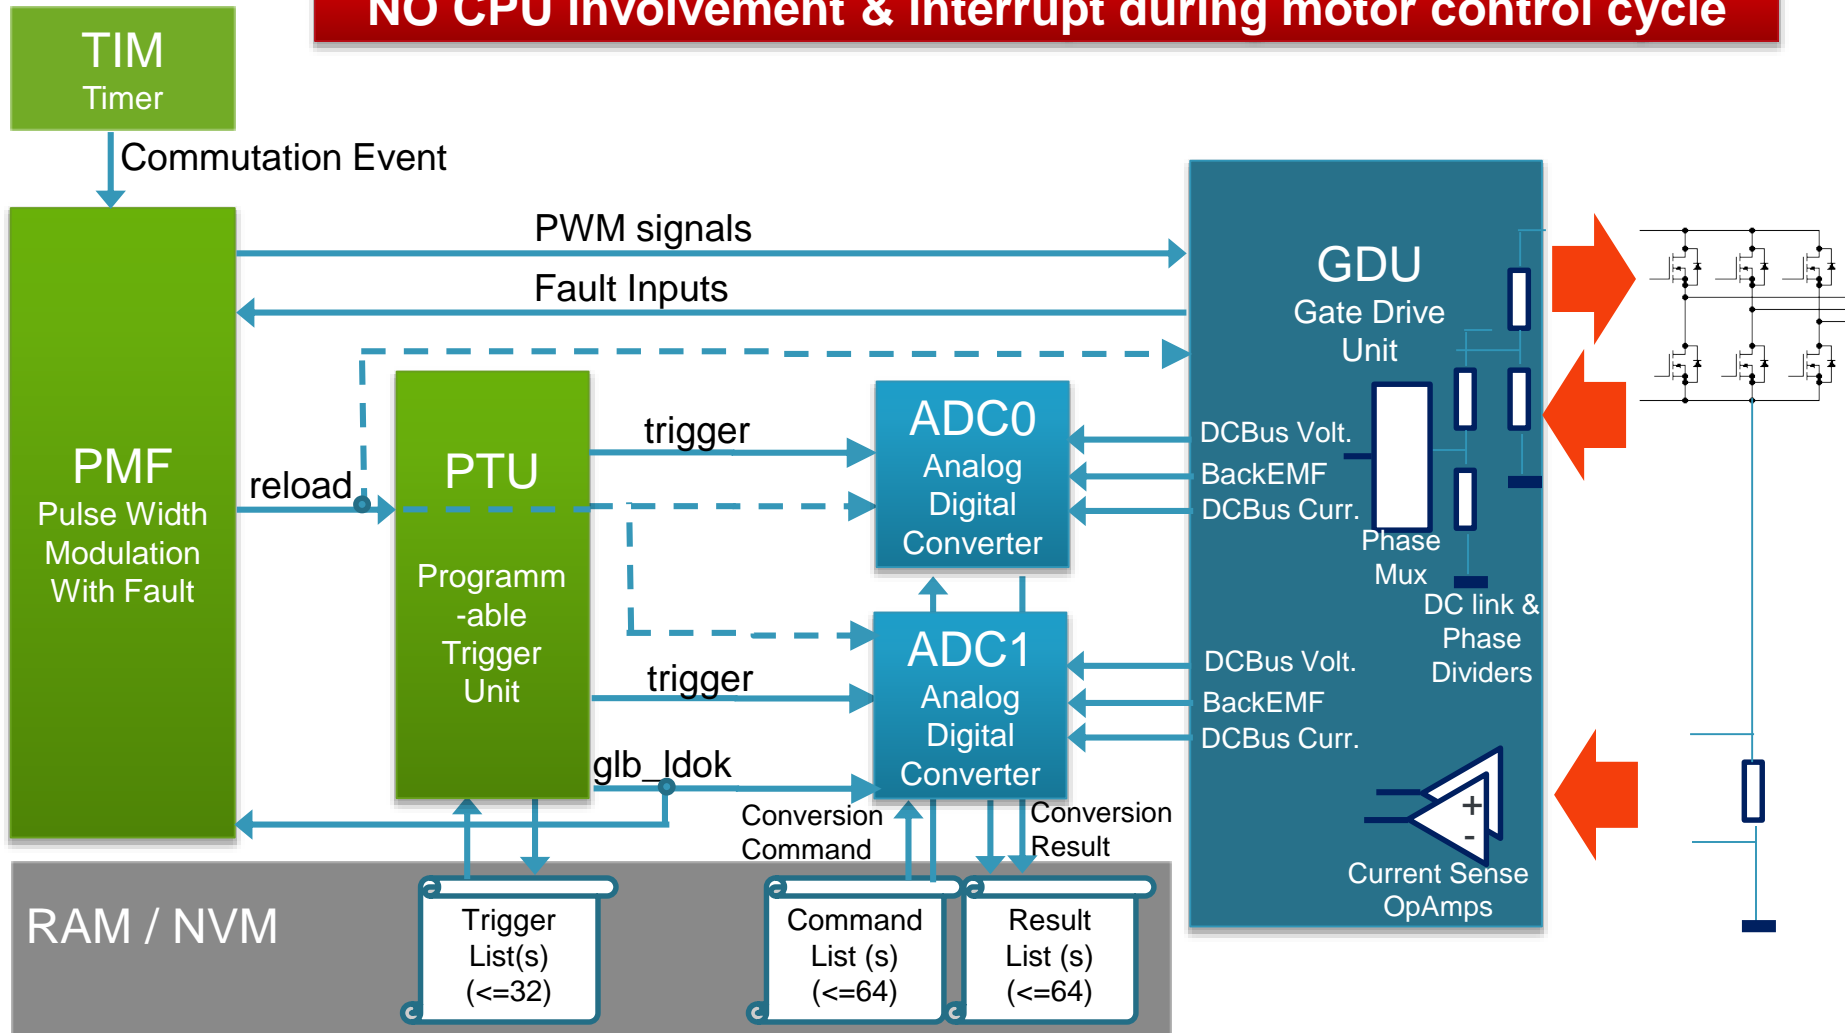 NO CPU involvement & interrupt during motor control cycle
TIM
Timer
Commutation Event
PWM signals
Fault Inputs
PMF
Pulse Width
Modulation
With Fault
reload
PTU
Programm
-able
Trigger
Unit
trigger
trigger
glb_ldok
ADC0
Analog
Digital
Converter
ADC1
Analog
Digital
Converter
GDU
Gate Drive
Unit
DCBus Volt.
BackEMF
DCBus Curr.
Phase
Mux
DC link &
Phase
Dividers
DCBus Volt.
BackEMF
DCBus Curr.
+
-
Current Sense
OpAmps
Conversion
Command
Conversion
Result
RAM / NVM
Trigger
List(s)
(<=32)
Command
List (s)
(<=64)
Result
List (s)
(<=64)